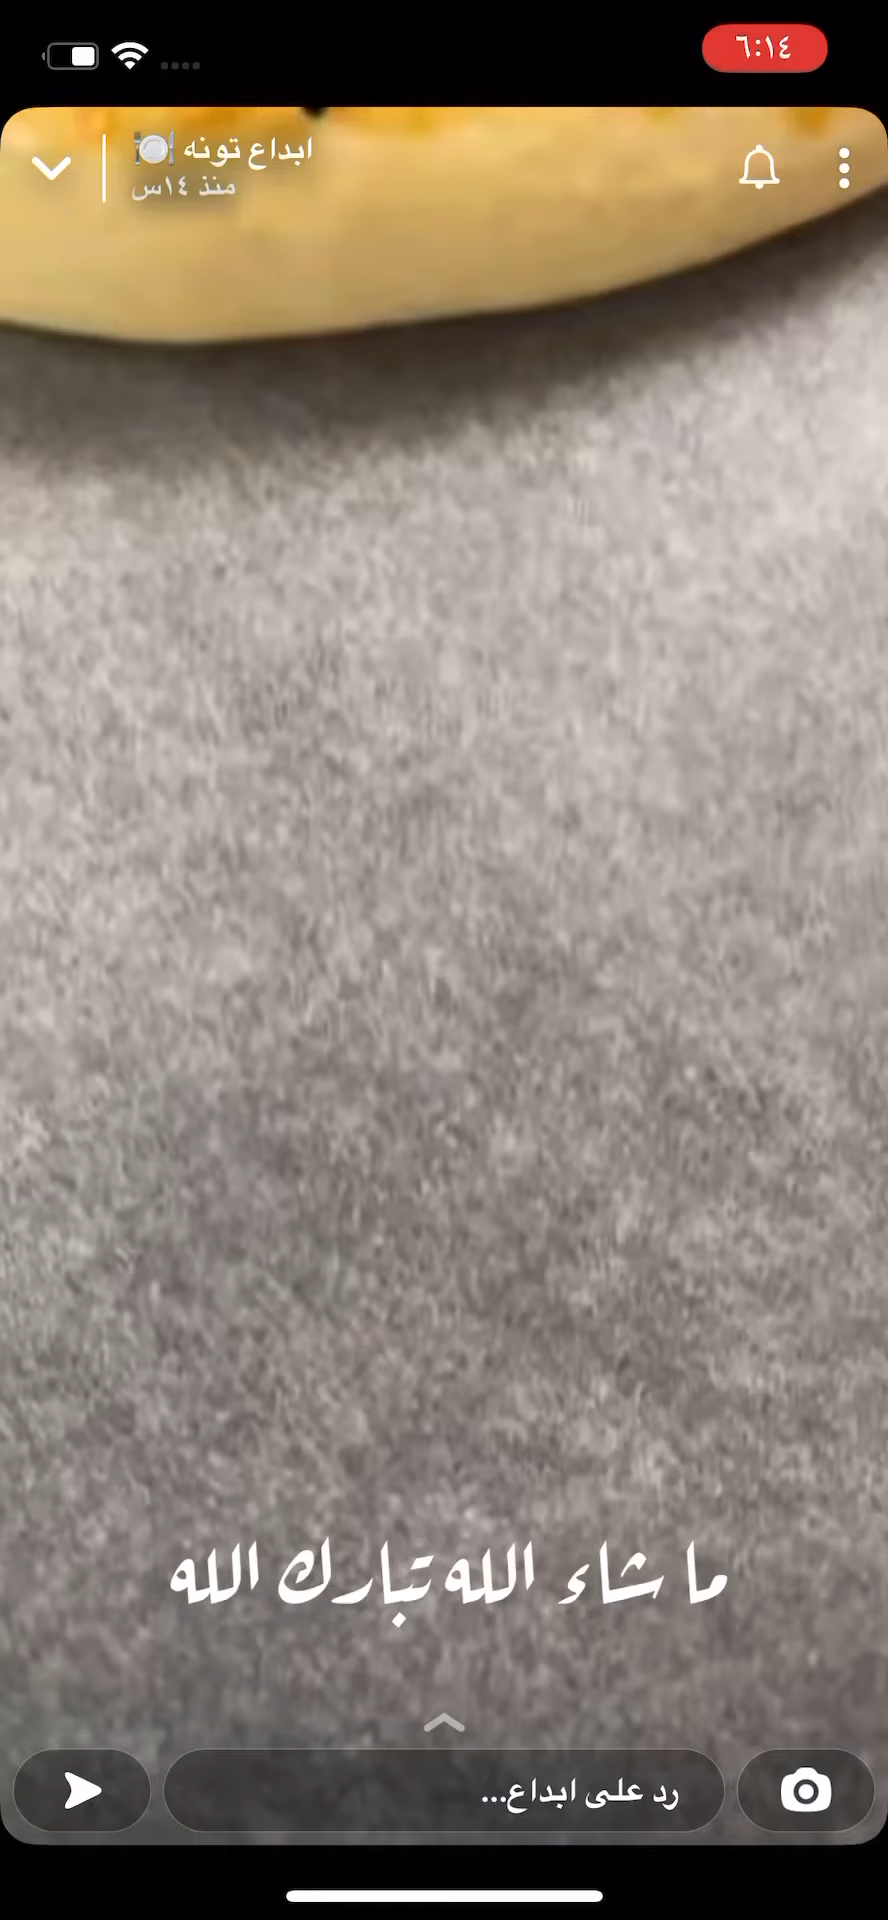 ٦:١٤
ابداع تونه 🍽️
منذ ١٤س
ما شاء الله تبارك الله
رد على ابداع...